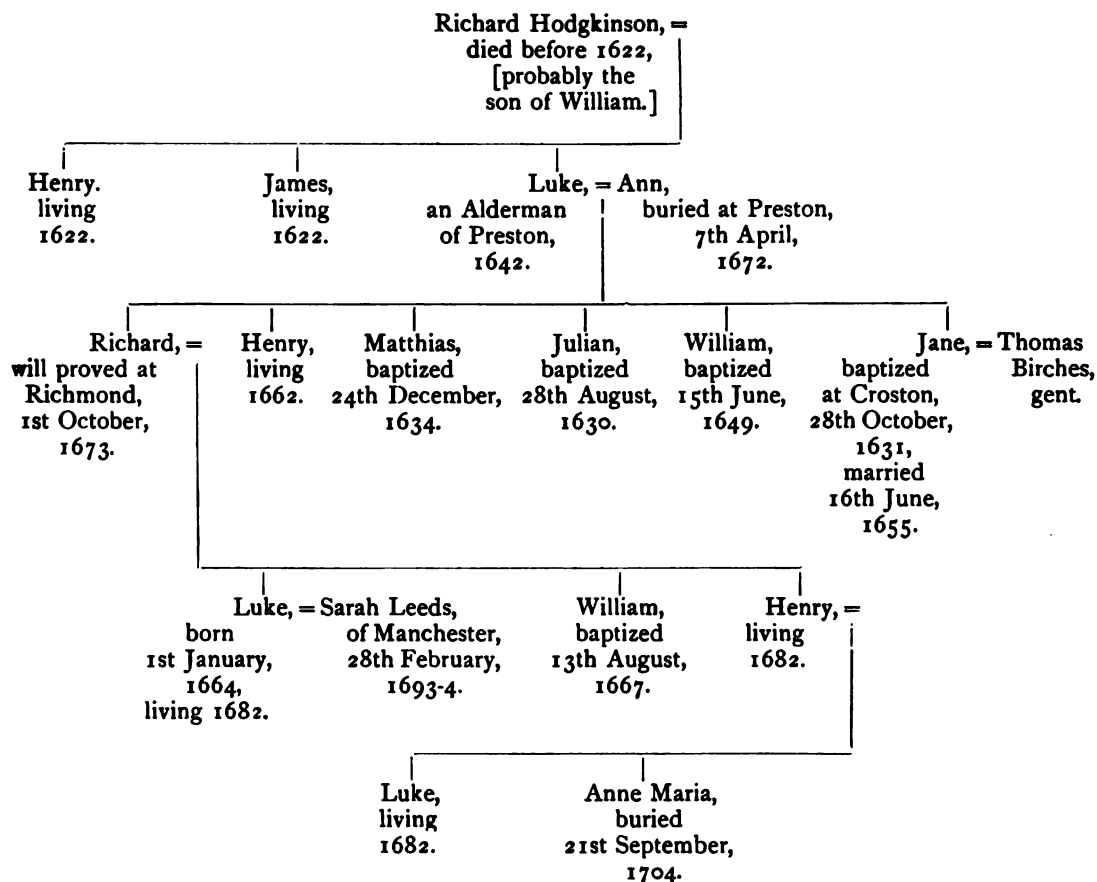 Richard Hodgkinson, =
died before 1622,
[probably the
son of William.]
Henry.
living
1622.
James,
living
1622.
Luke, = Ann,
an Alderman
of Preston,
1642.
buried at Preston,
7th April,
1672.
Richard, =
will proved at
Richmond,
1st October,
1673.
Henry,
living
1662.
Matthias,
baptized
24th December,
1634.
Julian,
baptized
28th August,
1630.
William,
baptized
15th June,
1649.
Jane, = Thomas
Birches,
gent.
baptized
at Croston,
28th October,
1631,
married
16th June,
1655.
Luke, = Sarah Leeds,
born
1st January,
1664,
living 1682.
of Manchester,
28th February,
1693-4.
William,
baptized
13th August,
1667.
Henry, =
living
1682.
Luke,
living
1682.
Anne Maria,
buried
21st September,
1704.